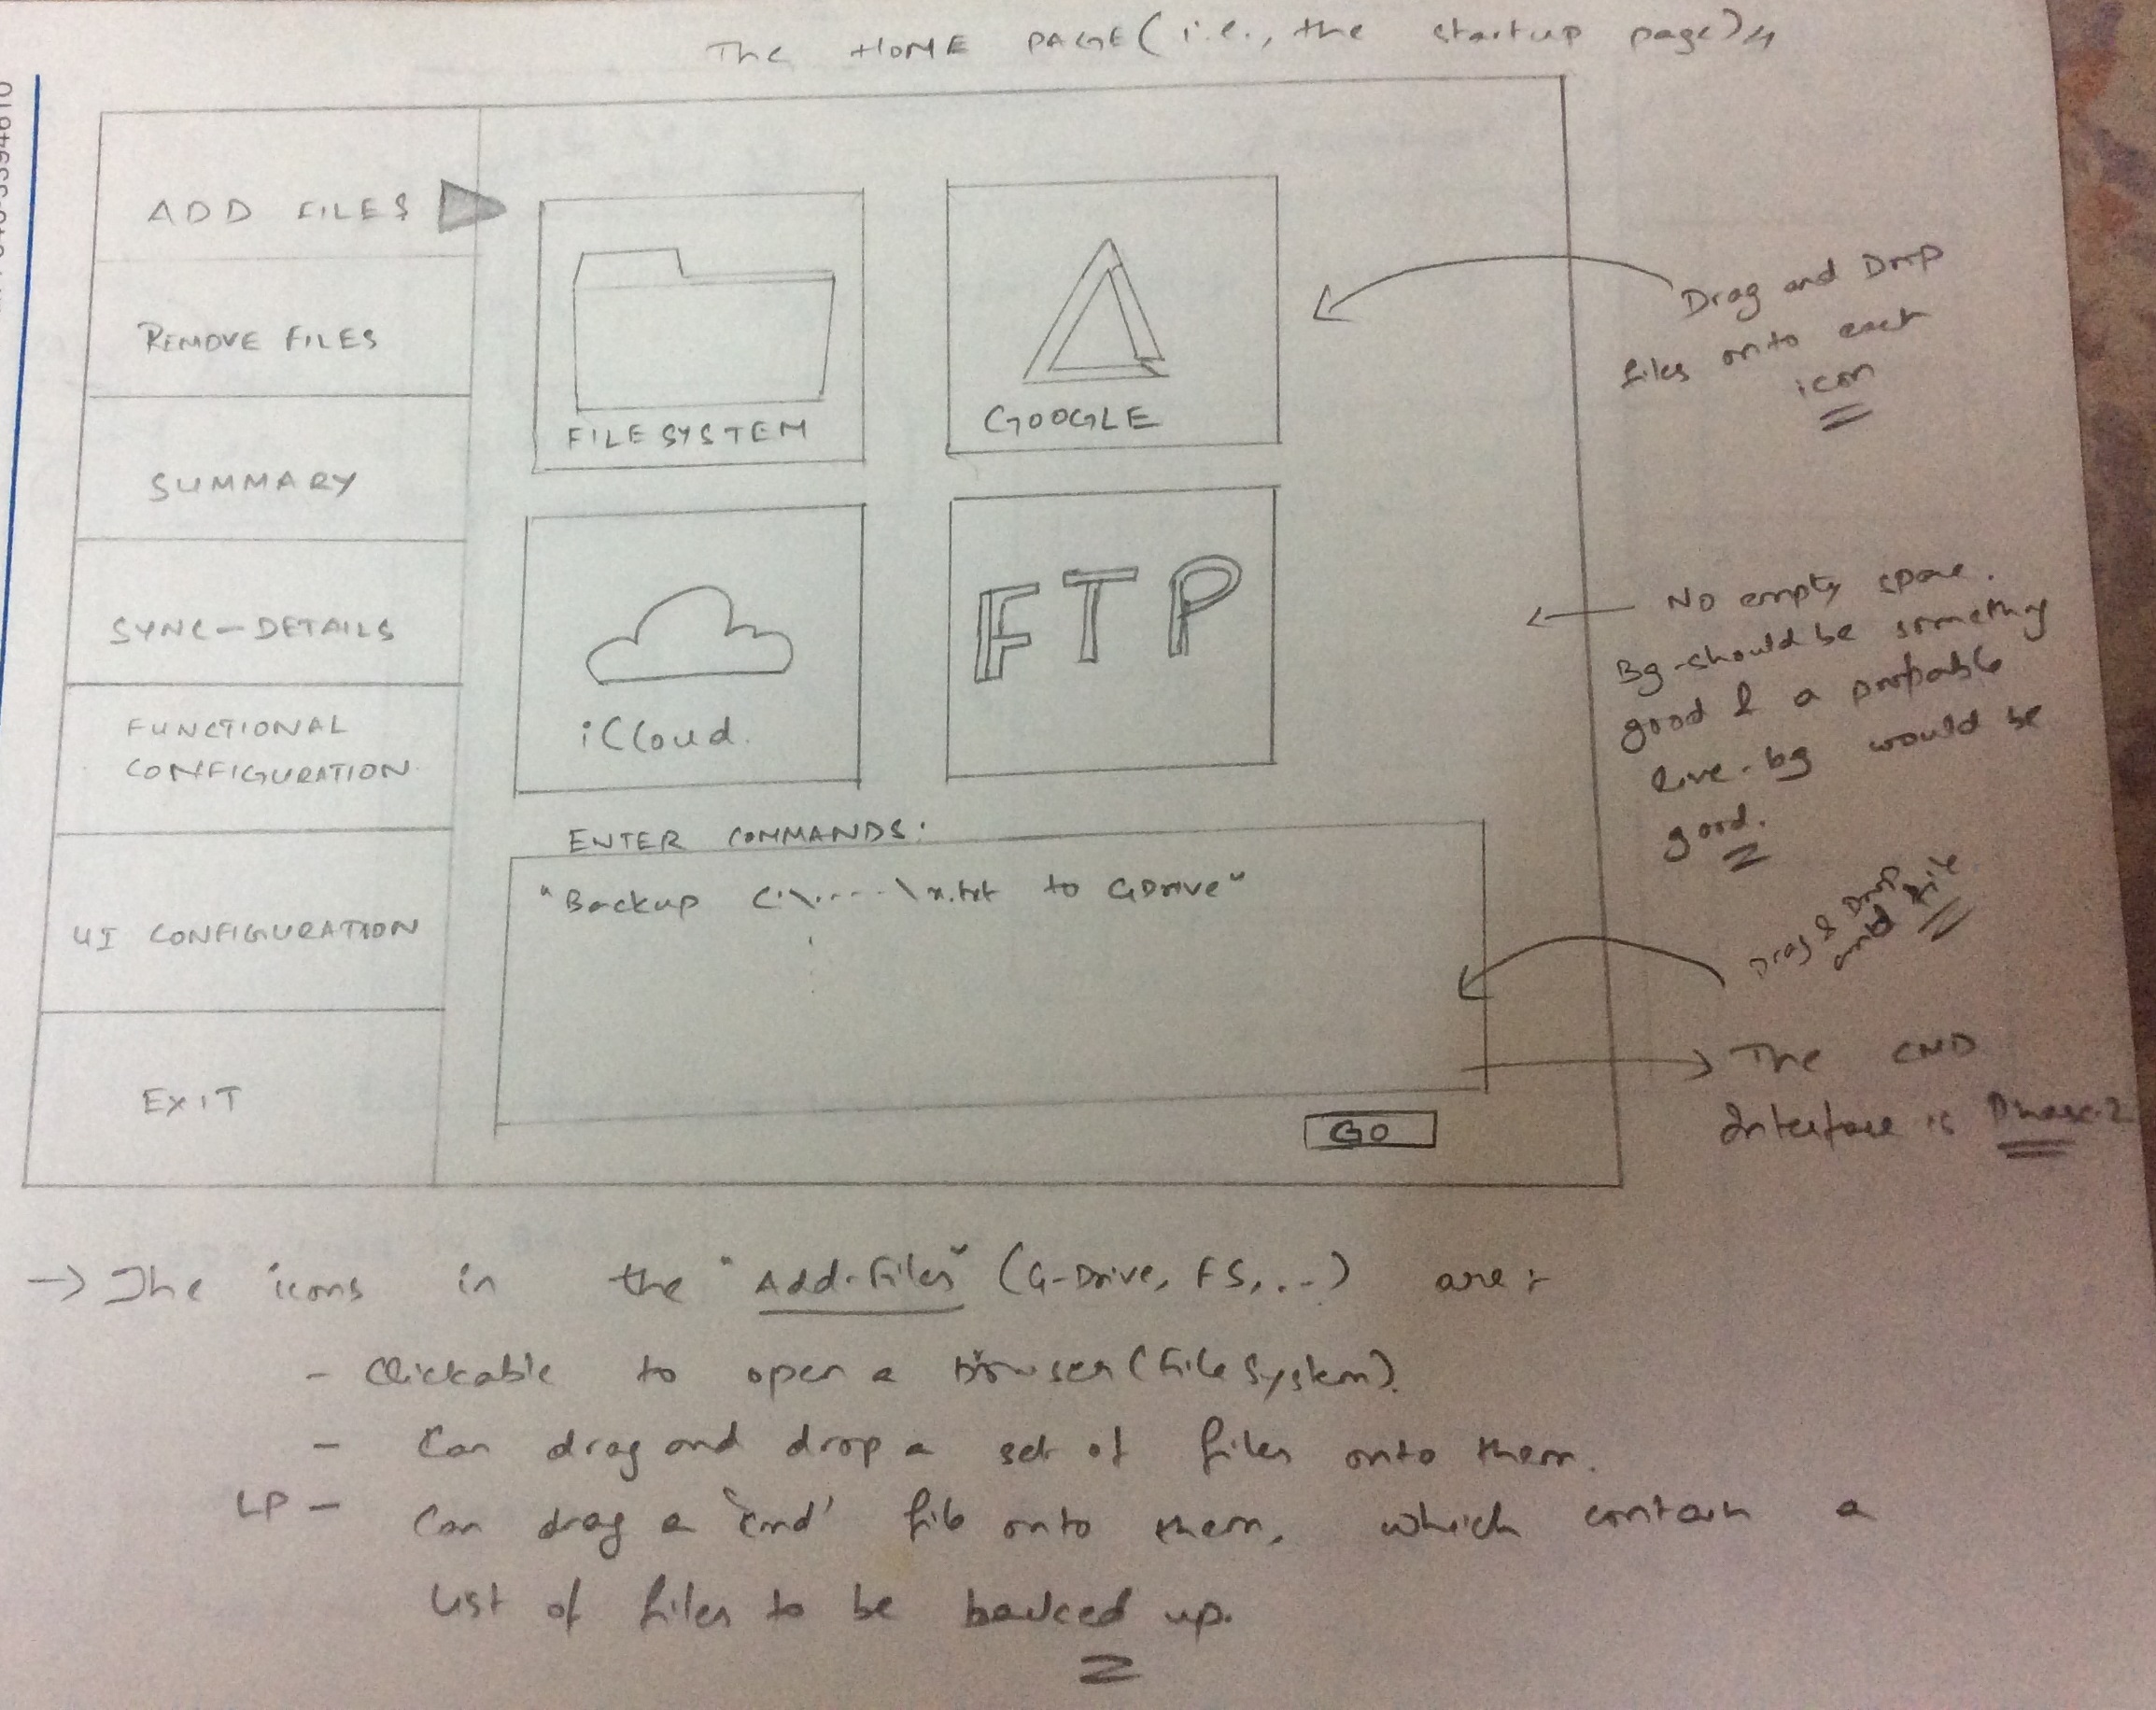 The HOME PAGE (i.e., the startup page) :-
ADD FILES
REMOVE FILES
SUMMARY
SYNC-DETAILS
FUNCTIONAL
CONFIGURATION
UI CONFIGURATION
EXIT
FILE SYSTEM
GOOGLE
iCloud
FTP
ENTER COMMANDS:
"Backup C:\...\n.txt to GDrive"
GO
Drag and Drop
files onto each
icon
No empty space.
Bg-should be something
good & a purposeable
live-bg would be
good.
Drag & Drop
cmd file
The CMD
Interface is Phase-2
→ The icons in the "Add-Files" (G-Drive, FS, ...) are :-
- Clickable to open a browser (file system).
- Can drag and drop a set of files onto them.
- Can drag a 'cmd' file onto them, which contain a
list of files to be backed up.